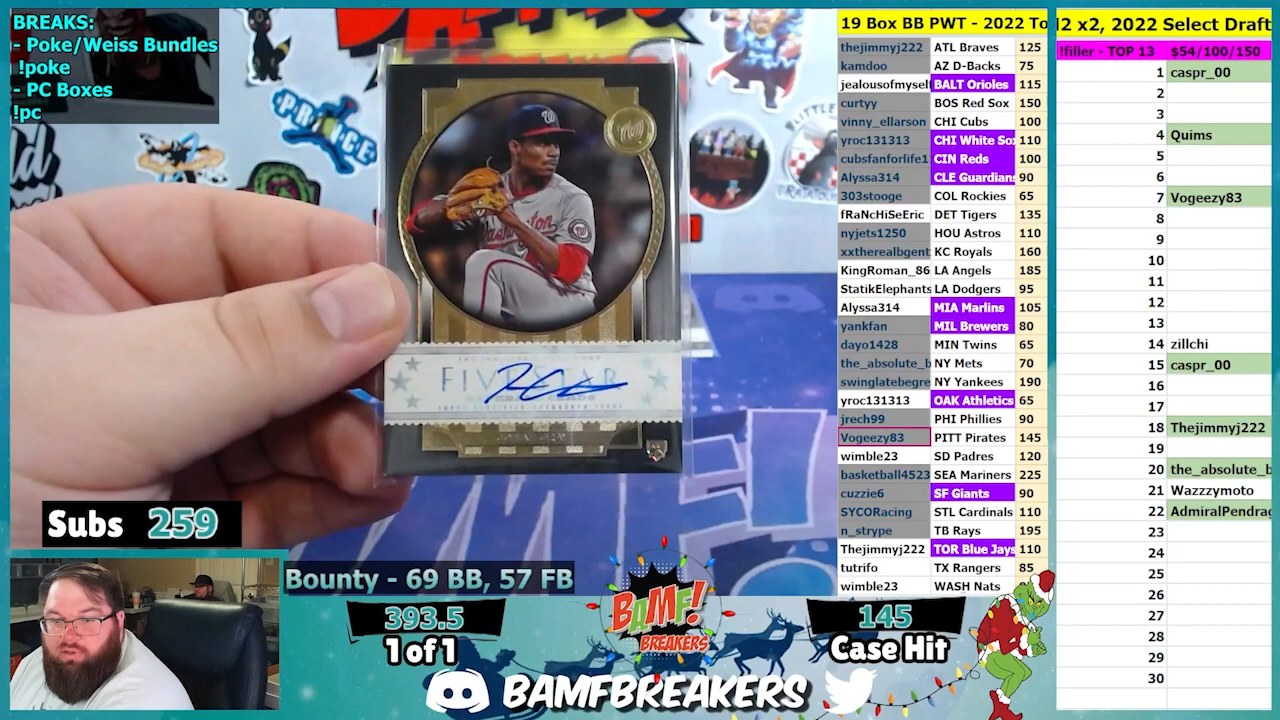 BREAKS:
- Poke/Weiss Bundles
!poke
- PC Boxes
!pc
PRINCE
LITTLE
Washington
FIVE STAR
Subs 259
Bounty - 69 BB, 57 FB
393.5
1 of 1
BAMF!
BREAKERS
145
Case Hit
BAMFBREAKERS
19 Box BB PWT - 2022 To
thejimmyj222 ATL Braves 125
kamdoo AZ D-Backs 75
jealousofmysel BALT Orioles 115
curtyy BOS Red Sox 150
vinny_ellarson CHI Cubs 100
yroc131313 CHI White Sox 110
cubsfanforlife1 CIN Reds 100
Alyssa314 CLE Guardians 90
303stooge COL Rockies 65
fRaNcHiSeEric DET Tigers 135
nyjets1250 HOU Astros 110
xxtherealbgent KC Royals 160
KingRoman_86 LA Angels 185
StatikElephants LA Dodgers 95
Alyssa314 MIA Marlins 105
yankfan MIL Brewers 80
dayo1428 MIN Twins 65
the_absolute_b NY Mets 70
swinglatebegre NY Yankees 190
yroc131313 OAK Athletics 65
jrech99 PHI Phillies 90
Vogeezy83 PITT Pirates 145
wimble23 SD Padres 120
basketball4523 SEA Mariners 225
cuzzie6 SF Giants 90
SYCORacing STL Cardinals 110
n_strype TB Rays 195
Thejimmyj222 TOR Blue Jays 110
tutrifo TX Rangers 85
wimble23 WASH Nats
2 x2, 2022 Select Draft
!filler - TOP 13 $54/100/150
1 caspr_00
2
3
4 Quims
5
6
7 Vogeezy83
8
9
10
11
12
13
14 zillchi
15 caspr_00
16
17
18 Thejimmyj222
19
20 the_absolute_b
21 Wazzzymoto
22 AdmiralPendrag
23
24
25
26
27
28
29
30